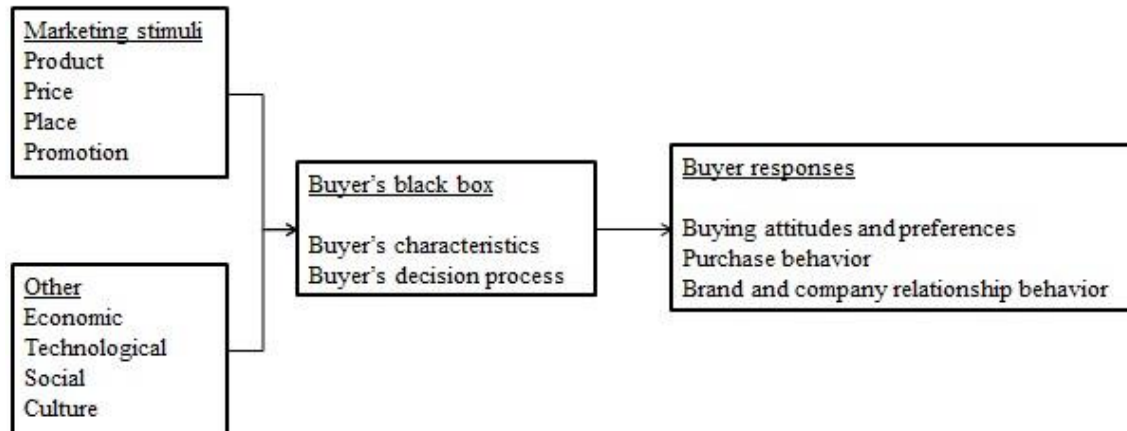 Marketing stimuli
Product
Price
Place
Promotion
Other
Economic
Technological
Social
Culture
Buyer's black box
Buyer's characteristics
Buyer's decision process
Buyer responses
Buying attitudes and preferences
Purchase behavior
Brand and company relationship behavior